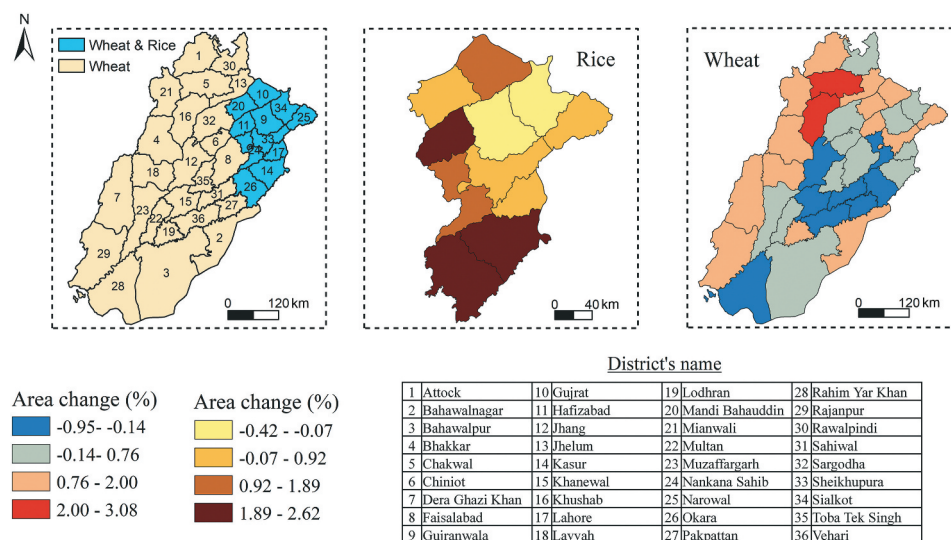 N
Wheat & Rice
Wheat
1
30
5
13
21
10
20
34
16
32
9
25
11
4
6
33
24
17
12
8
18
14
35
7
26
15
31
23
27
22
36
19
2
29
3
28
0 120 km
Rice
0 40 km
Wheat
0 120 km
Area change (%)
-0.95- -0.14
-0.14- 0.76
0.76 - 2.00
2.00 - 3.08
Area change (%)
-0.42 - -0.07
-0.07 - 0.92
0.92 - 1.89
1.89 - 2.62
District's name
1 Attock 10 Gujrat 19 Lodhran 28 Rahim Yar Khan
2 Bahawalnagar 11 Hafizabad 20 Mandi Bahauddin 29 Rajanpur
3 Bahawalpur 12 Jhang 21 Mianwali 30 Rawalpindi
4 Bhakkar 13 Jhelum 22 Multan 31 Sahiwal
5 Chakwal 14 Kasur 23 Muzaffargarh 32 Sargodha
6 Chiniot 15 Khanewal 24 Nankana Sahib 33 Sheikhupura
7 Dera Ghazi Khan 16 Khushab 25 Narowal 34 Sialkot
8 Faisalabad 17 Lahore 26 Okara 35 Toba Tek Singh
9 Gujranwala 18 Layyah 27 Pakpattan 36 Vehari